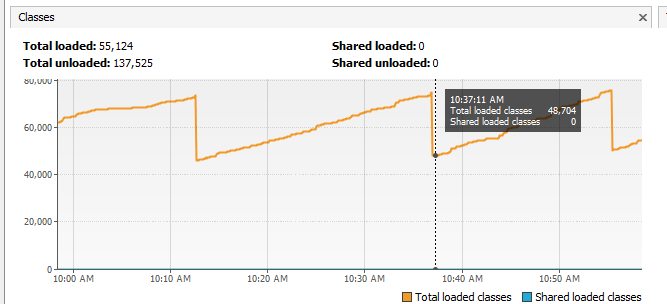 Classes
Total loaded: 55,124
Shared loaded: 0
Total unloaded: 137,525
Shared unloaded: 0
80,000
60,000
40,000
20,000
0
10:37:11 AM
Total loaded classes 48,704
Shared loaded classes 0
10:00 AM 10:10 AM 10:20 AM 10:30 AM 10:40 AM 10:50 AM
Total loaded classes Shared loaded classes